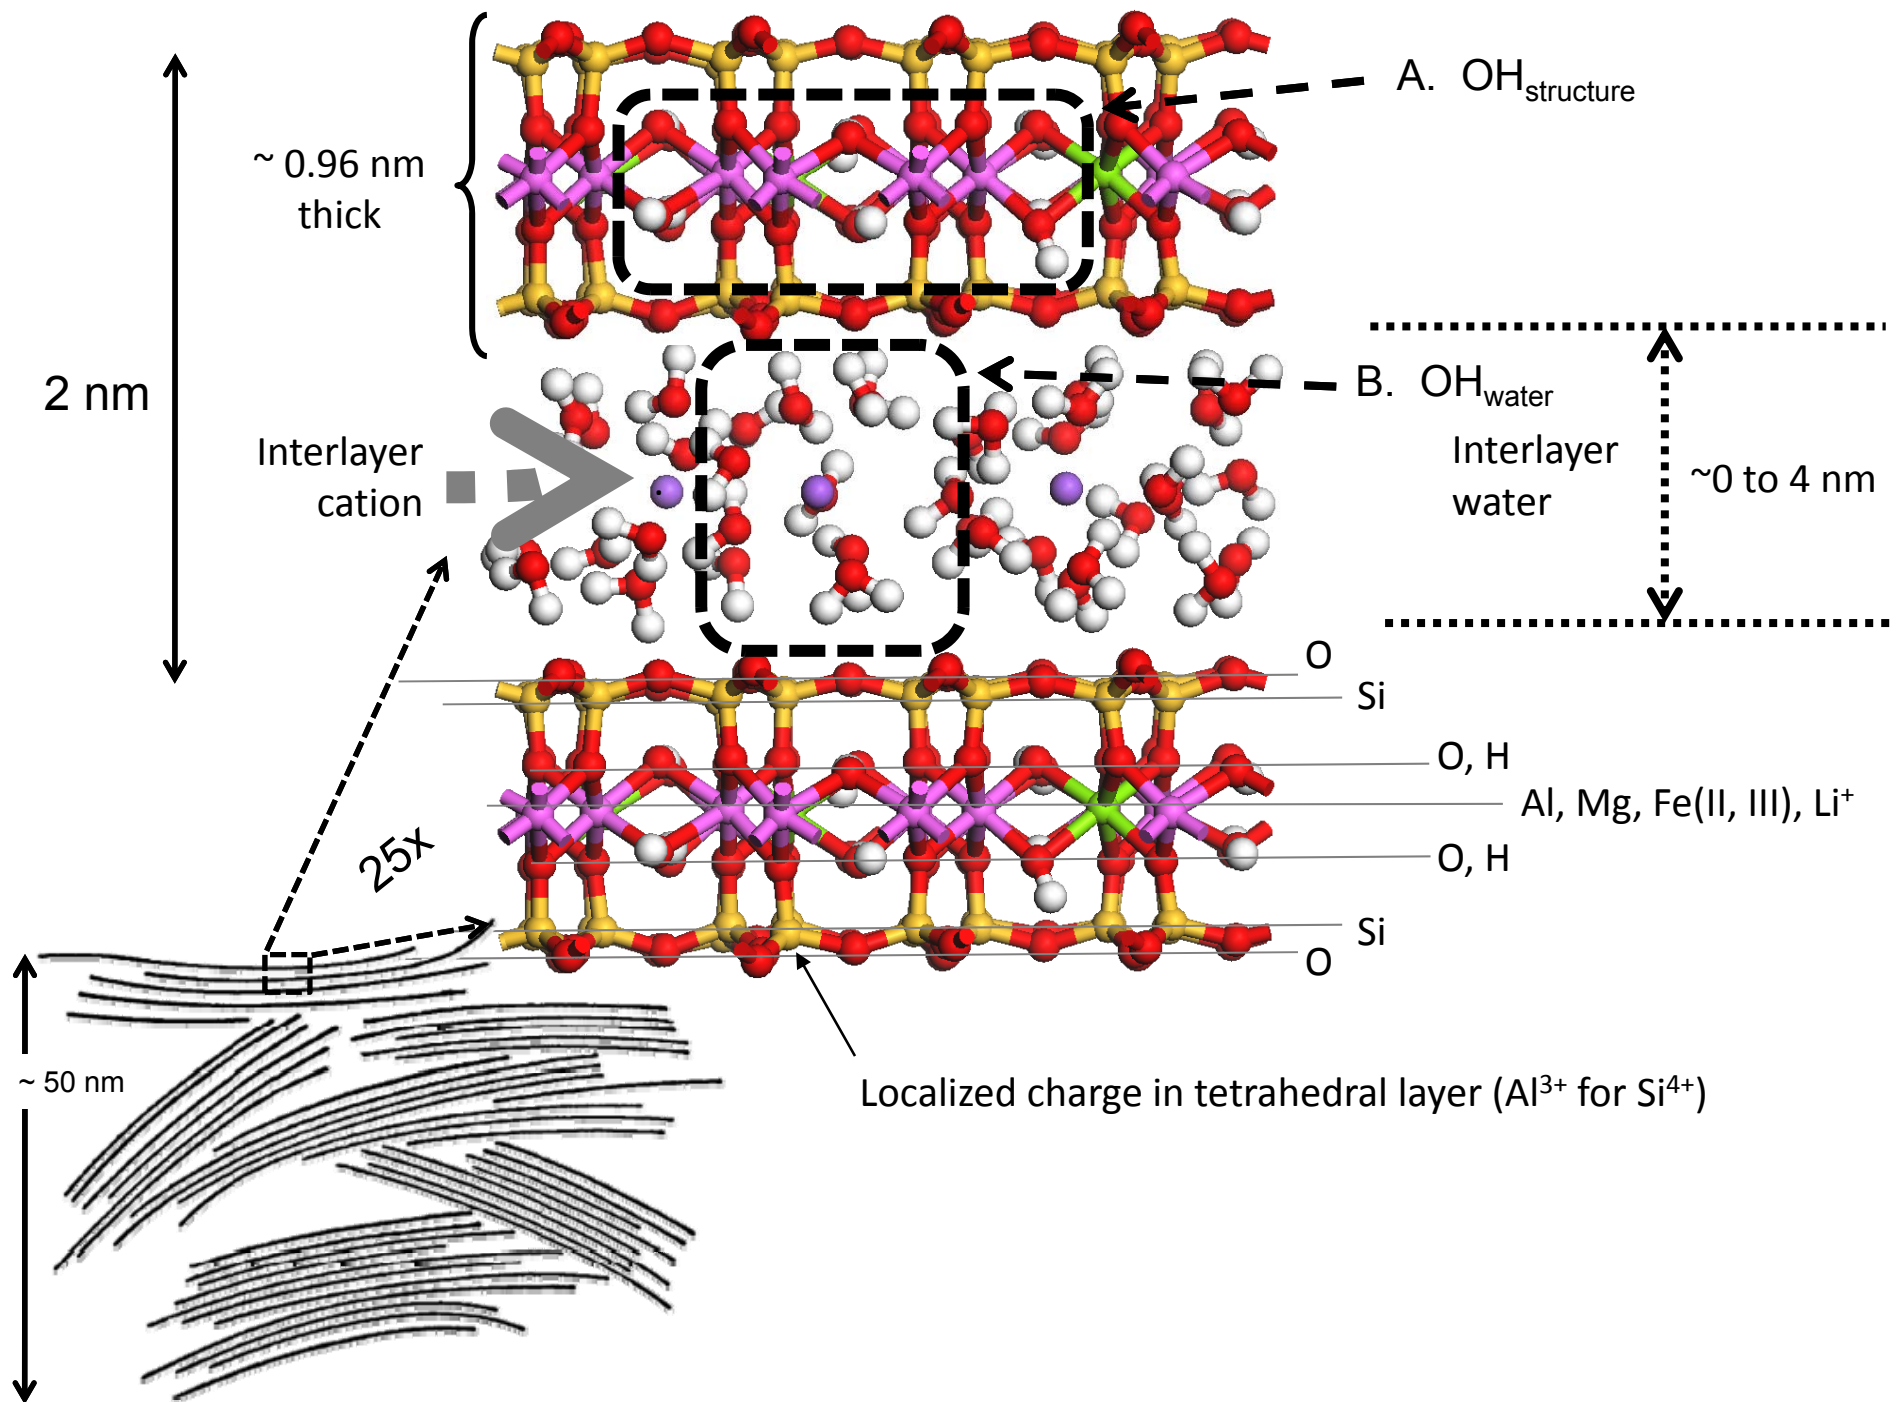 A. OHstructure
~ 0.96 nm
thick
2 nm
B. OHwater
Interlayer
water
~0 to 4 nm
Interlayer
cation
O
Si
O, H
Al, Mg, Fe(II, III), Li⁺
O, H
Si
O
25x
~ 50 nm
Localized charge in tetrahedral layer (Al³⁺ for Si⁴⁺)